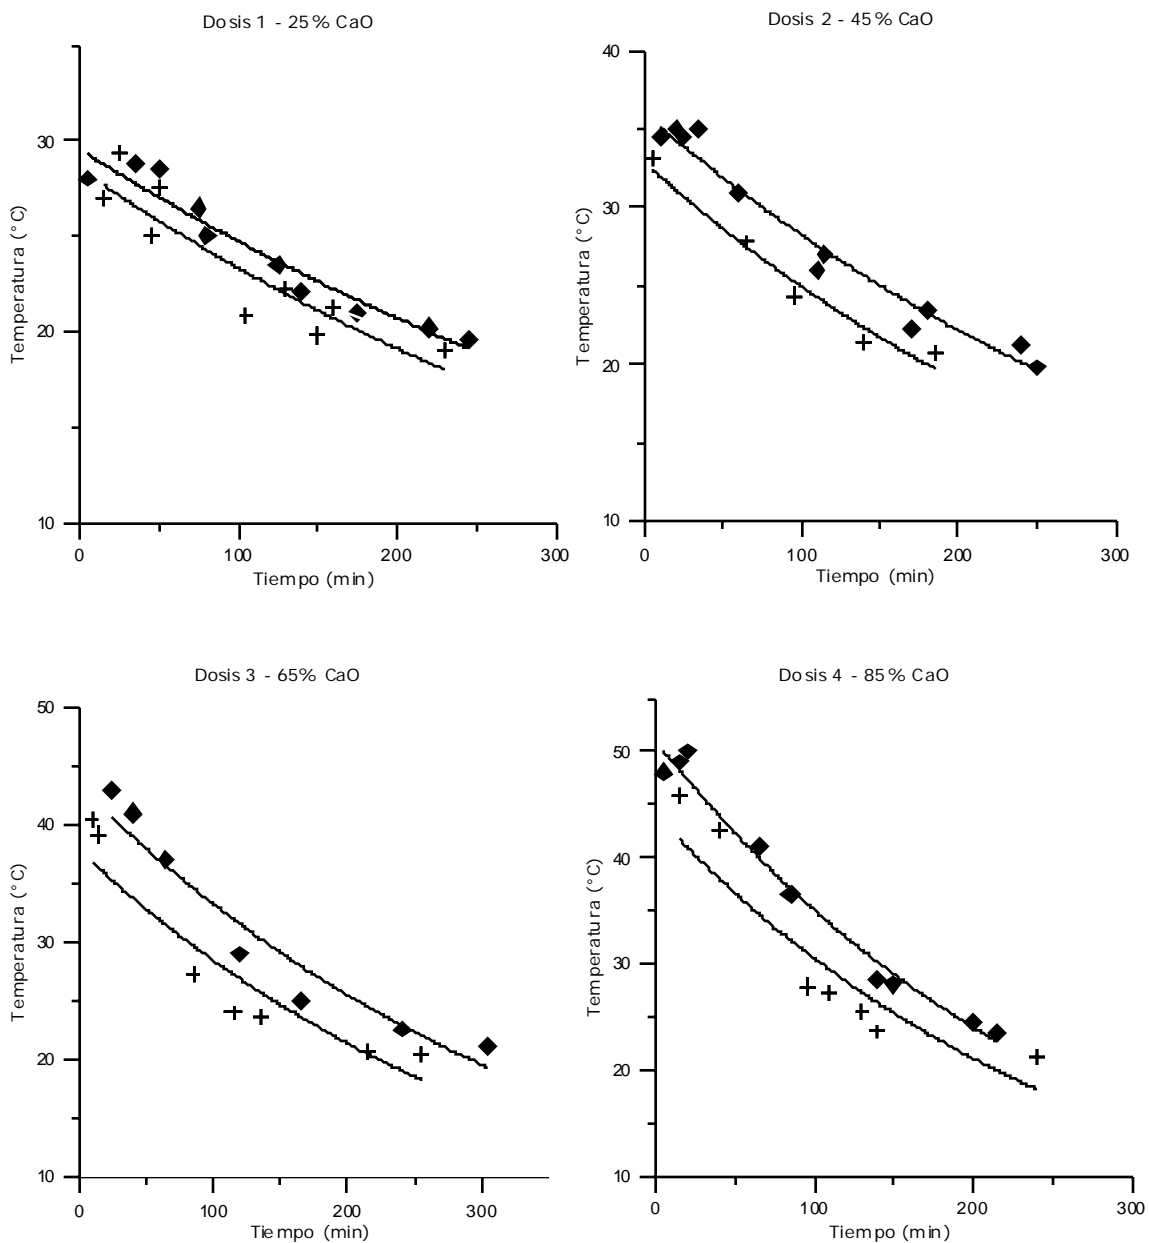 Dosis 1 - 25% CaO
30
20
10
0 100 200 300
Temperatura (°C)
Tiempo (min)
Dosis 2 - 45% CaO
40
30
20
10
0 100 200 300
Temperatura (°C)
Tiempo (min)
Dosis 3 - 65% CaO
50
40
30
20
10
0 100 200 300
Temperatura (°C)
Tiempo (min)
Dosis 4 - 85% CaO
50
40
30
20
10
0 100 200 300
Temperatura (°C)
Tiempo (min)